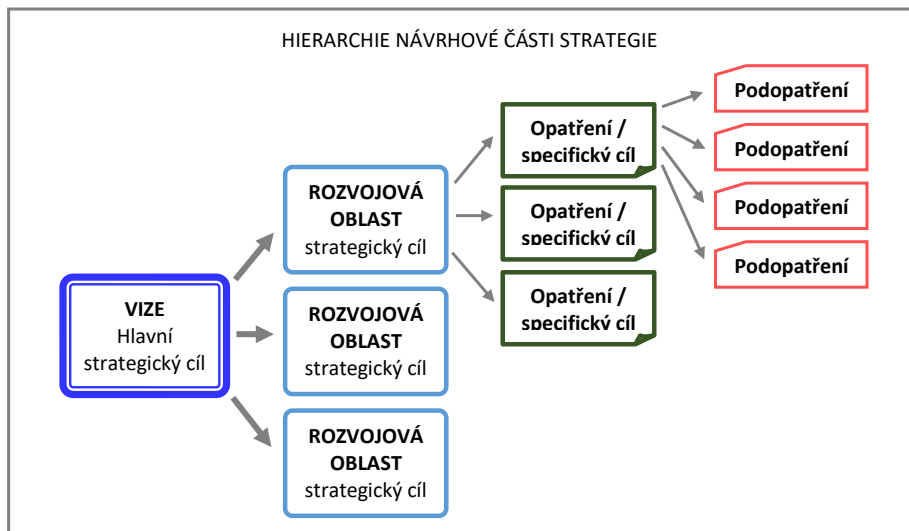 HIERARCHIE NÁVRHOVÉ ČÁSTI STRATEGIE
VIZE
Hlavní
strategický cíl
ROZVOJOVÁ
OBLAST
strategický cíl
ROZVOJOVÁ
OBLAST
strategický cíl
ROZVOJOVÁ
OBLAST
strategický cíl
Opatření /
specifický cíl
Opatření /
specifický cíl
Opatření /
specifický cíl
Podopatření
Podopatření
Podopatření
Podopatření